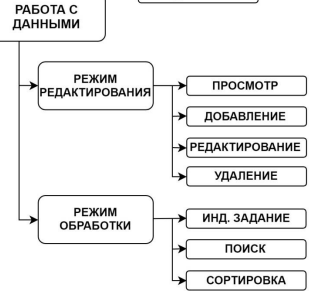 РАБОТА С
ДАННЫМИ
РЕЖИМ
РЕДАКТИРОВАНИЯ
ПРОСМОТР
ДОБАВЛЕНИЕ
РЕДАКТИРОВАНИЕ
УДАЛЕНИЕ
РЕЖИМ
ОБРАБОТКИ
ИНД. ЗАДАНИЕ
ПОИСК
СОРТИРОВКА